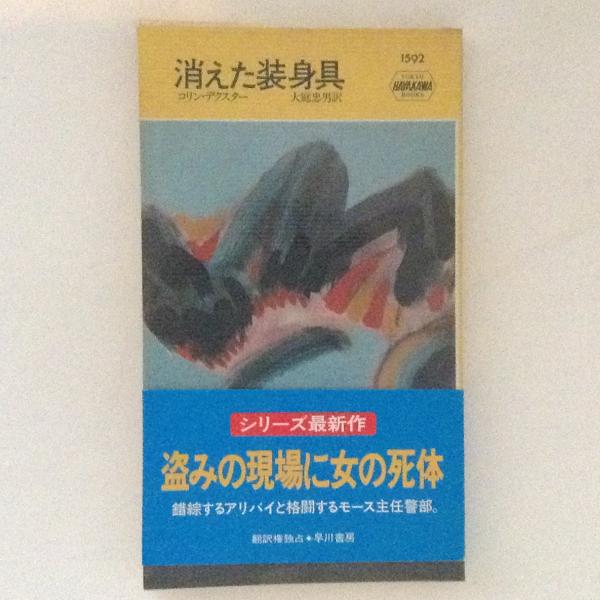 1592
消えた装身具
コリン・デクスター 大庭忠男訳
HAYAKAWA
シリーズ最新作
盗みの現場に女の死体
錯綜するアリバイと格闘するモース主任警部。
翻訳権独占◆早川書房